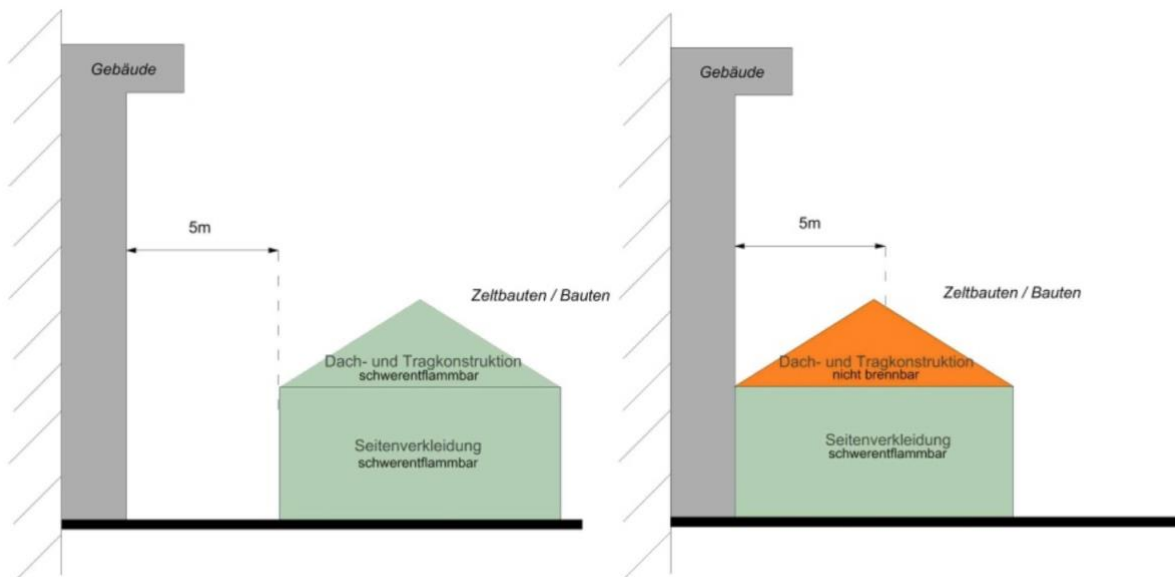 Gebäude
5m
Zeltbauten / Bauten
Dach- und Tragkonstruktion
schwerentflammbar
Seitenverkleidung
schwerentflammbar
Gebäude
5m
Zeltbauten / Bauten
Dach- und Tragkonstruktion
nicht brennbar
Seitenverkleidung
schwerentflammbar